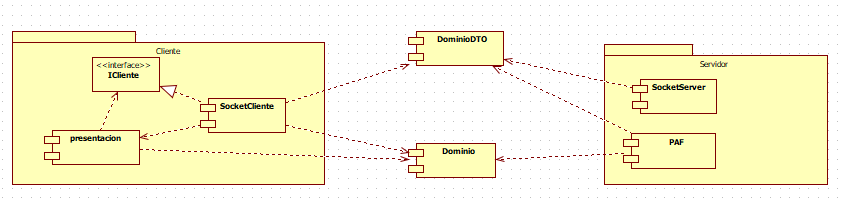 Cliente
<<interface>>
ICliente
SocketCliente
presentacion
DominioDTO
Dominio
Servidor
SocketServer
PAF